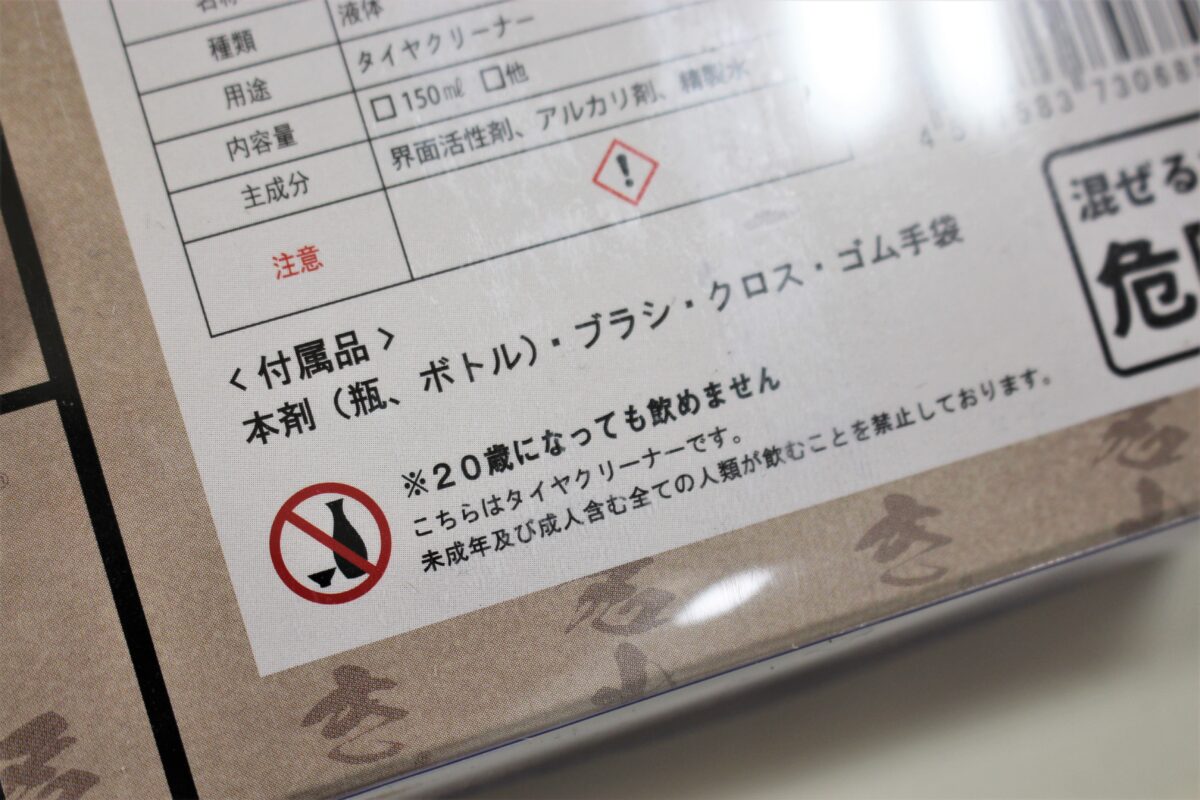 名称
種類 液体
用途 タイヤクリーナー
内容量 □150㎖ □他
主成分 界面活性剤、アルカリ剤、精製水
注意
混ぜる
危
<付属品>
本剤(瓶、ボトル)・ブラシ・クロス・ゴム手袋
※20歳になっても飲めません
こちらはタイヤクリーナーです。
未成年及び成人含む全ての人類が飲むことを禁止しております。